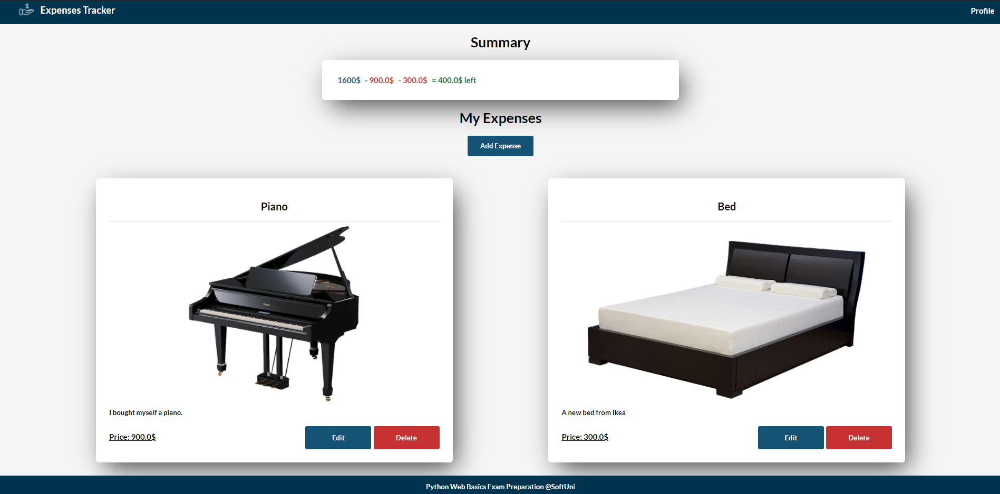 Expenses Tracker
Profile
Summary
1600$ - 900.0$ - 300.0$ = 400.0$ left
My Expenses
Add Expense
Piano
I bought myself a piano.
Price: 900.0$
Edit
Delete
Bed
A new bed from Ikea
Price: 300.0$
Edit
Delete
Python Web Basics Exam Preparation @SoftUni